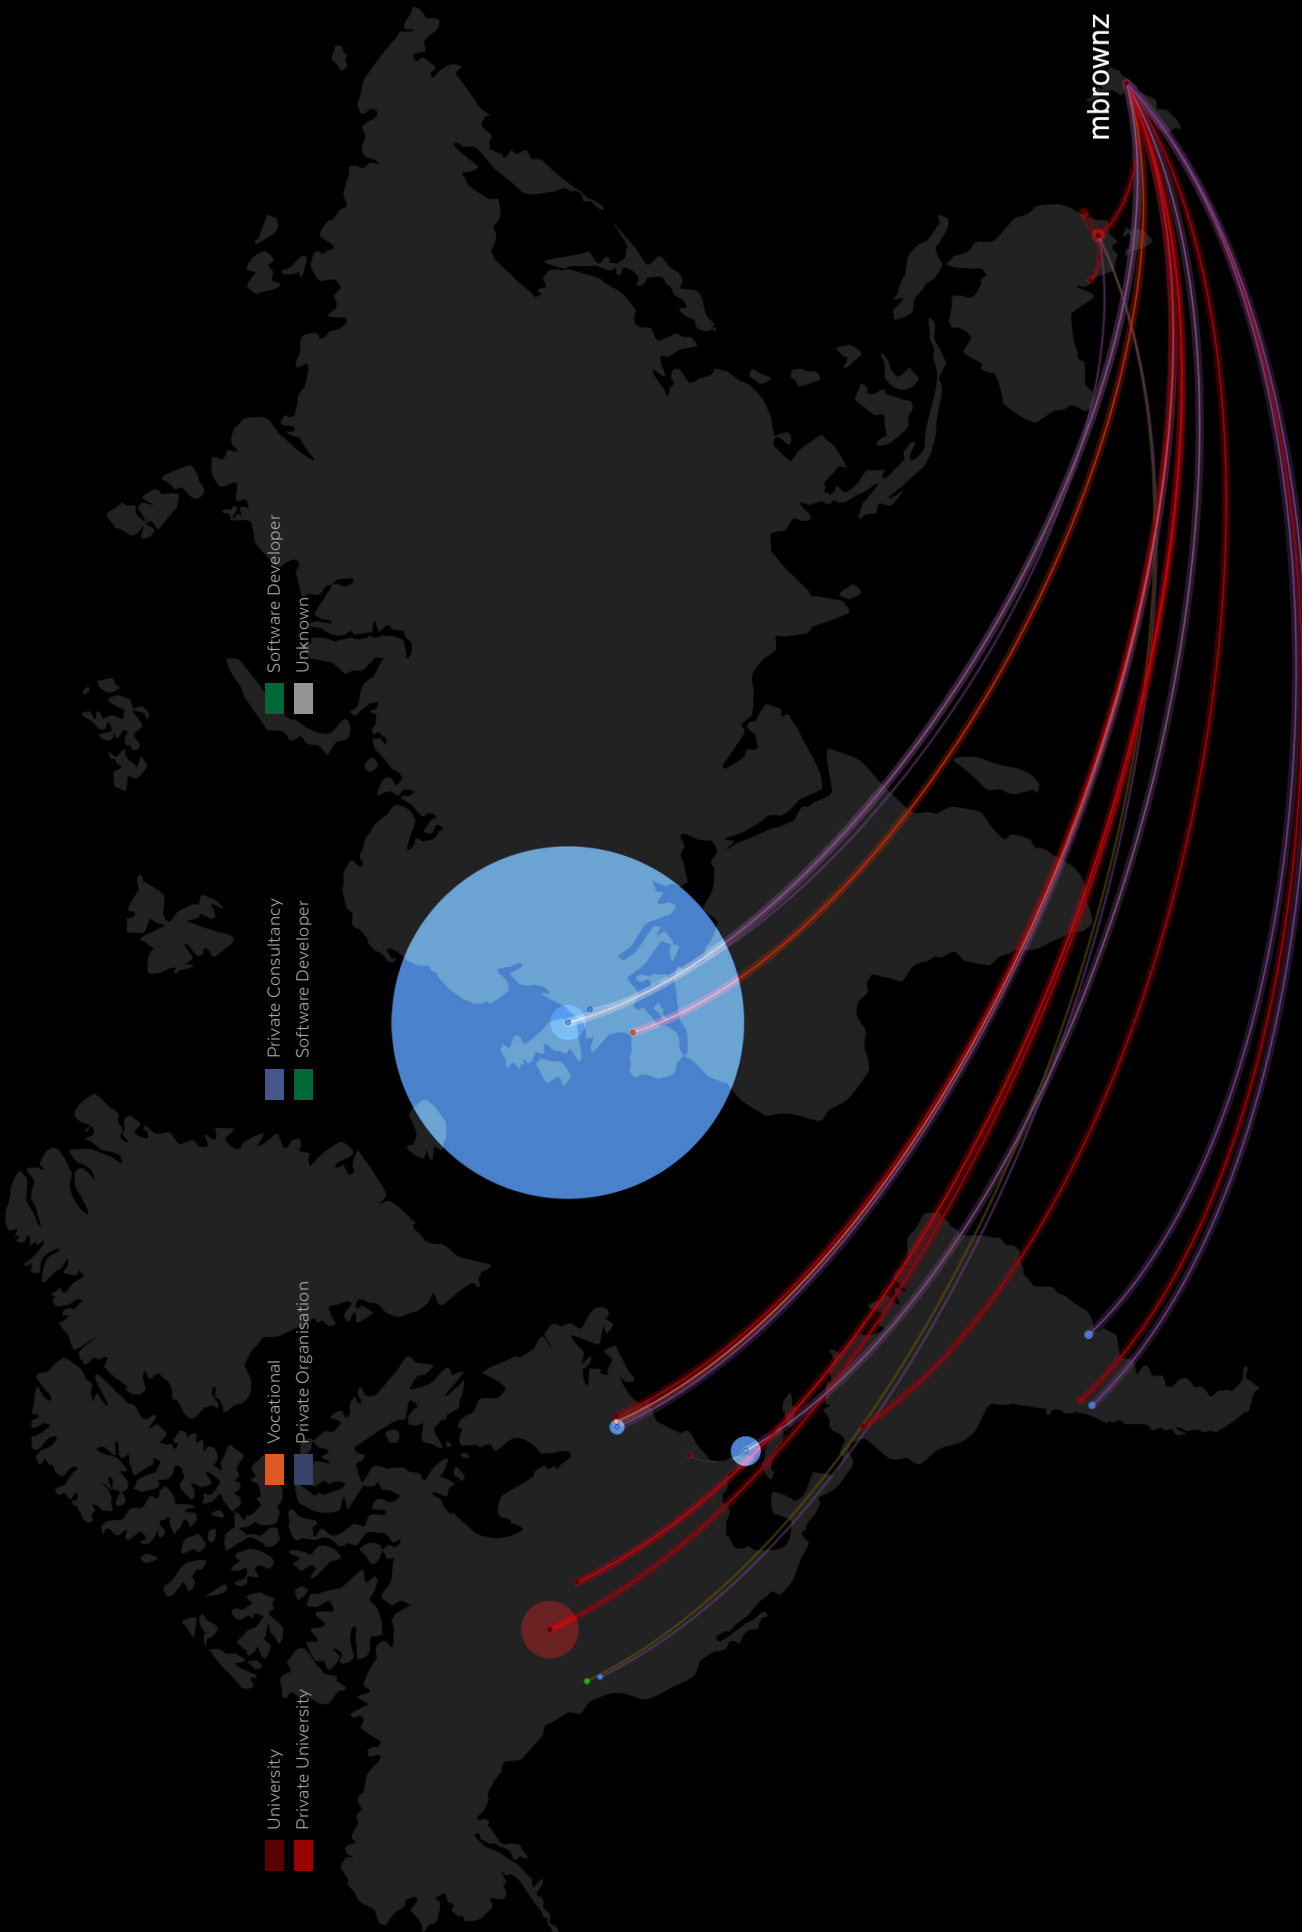 University
Vocational
Private Consultancy
Software Developer
Private University
Private Organisation
Software Developer
Unknown
mbrownz